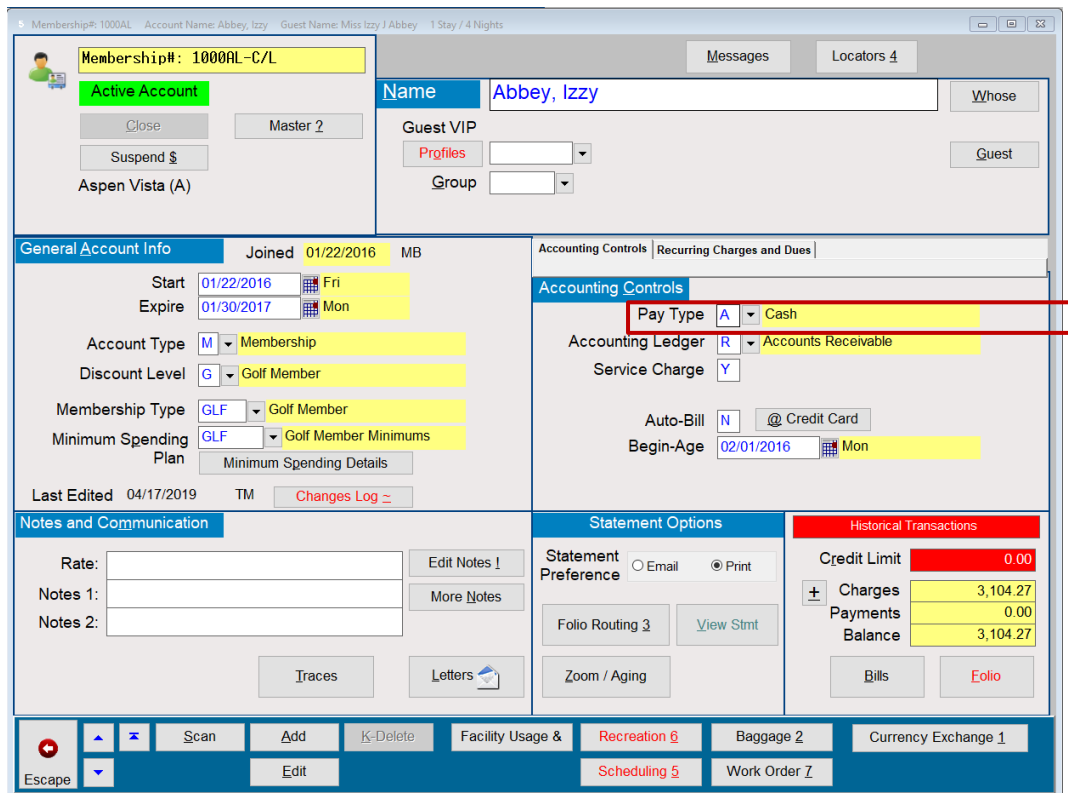 Membership#: 1000AL Account Name: Abbey, Izzy Guest Name: Miss Izzy J Abbey 1 Stay / 4 Nights
Membership#: 1000AL-C/L
Messages
Locators 4
Active Account
Name
Abbey, Izzy
Whose
Close
Master ?
Guest VIP
Suspend $
Profiles
Guest
Aspen Vista (A)
Group
General Account Info
Joined 01/22/2016 MB
Start 01/22/2016 Fri
Expire 01/30/2017 Mon
Account Type M Membership
Discount Level G Golf Member
Membership Type GLF Golf Member
Minimum Spending Plan GLF Golf Member Minimums
Minimum Spending Details
Last Edited 04/17/2019 TM Changes Log ~
Accounting Controls Recurring Charges and Dues
Accounting Controls
Pay Type A Cash
Accounting Ledger R Accounts Receivable
Service Charge Y
Auto-Bill N @ Credit Card
Begin-Age 02/01/2016 Mon
Notes and Communication
Rate:
Edit Notes !
Notes 1:
More Notes
Notes 2:
Traces
Letters
Statement Options
Statement Preference
Email
Print
Folio Routing 3
View Stmt
Zoom / Aging
Historical Transactions
Credit Limit 0.00
+ Charges 3,104.27
Payments 0.00
Balance 3,104.27
Bills
Folio
Escape
Scan
Add
K-Delete
Facility Usage &
Recreation 6
Baggage 2
Currency Exchange 1
Edit
Scheduling 5
Work Order 7